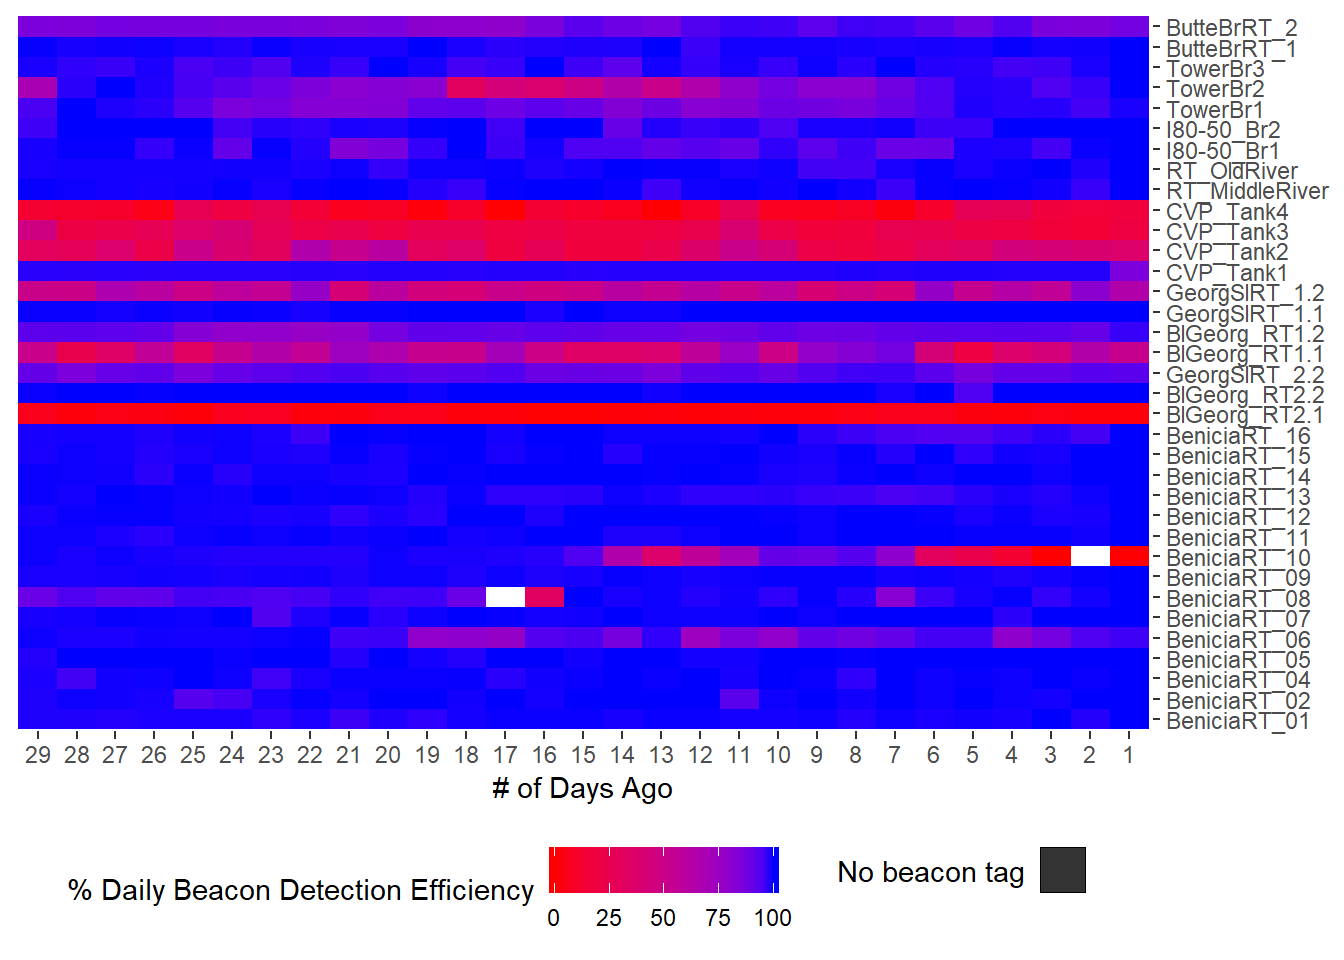 ButteBrRT_2
ButteBrRT_1
TowerBr3
TowerBr2
TowerBr1
I80-50_Br2
I80-50_Br1
RT_OldRiver
RT_MiddleRiver
CVP_Tank4
CVP_Tank3
CVP_Tank2
CVP_Tank1
GeorgSlRT_1.2
GeorgSlRT_1.1
BlGeorg_RT1.2
BlGeorg_RT1.1
GeorgSlRT_2.2
BlGeorg_RT2.2
BlGeorg_RT2.1
BeniciaRT_16
BeniciaRT_15
BeniciaRT_14
BeniciaRT_13
BeniciaRT_12
BeniciaRT_11
BeniciaRT_10
BeniciaRT_09
BeniciaRT_08
BeniciaRT_07
BeniciaRT_06
BeniciaRT_05
BeniciaRT_04
BeniciaRT_02
BeniciaRT_01
29 28 27 26 25 24 23 22 21 20 19 18 17 16 15 14 13 12 11 10 9 8 7 6 5 4 3 2 1
# of Days Ago
% Daily Beacon Detection Efficiency
0 25 50 75 100
No beacon tag